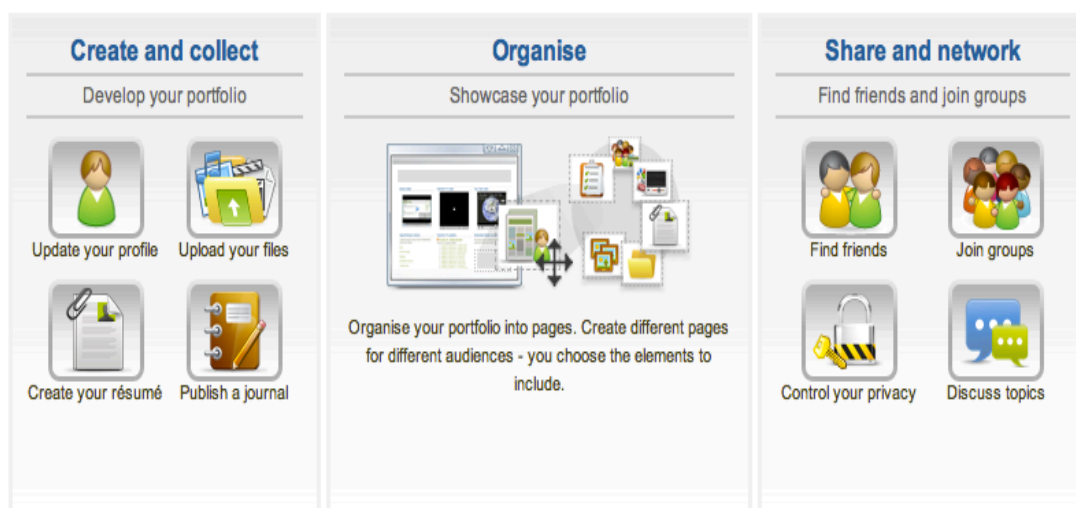 Create and collect
Develop your portfolio
Update your profile
Upload your files
Create your résumé
Publish a journal
Organise
Showcase your portfolio
Organise your portfolio into pages. Create different pages
for different audiences - you choose the elements to
include.
Share and network
Find friends and join groups
Find friends
Join groups
Control your privacy
Discuss topics